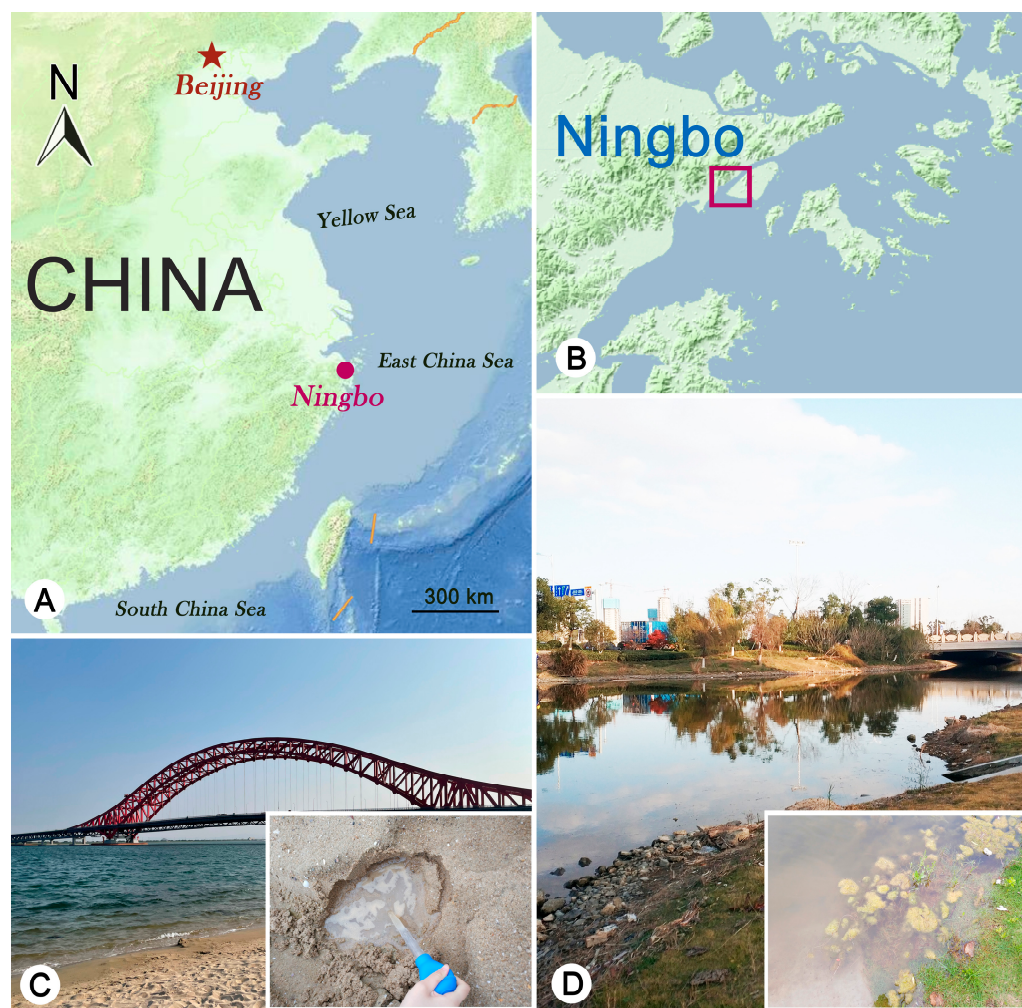 N
Beijing
Yellow Sea
CHINA
East China Sea
Ningbo
A
South China Sea
300 km
Ningbo
B
C
D